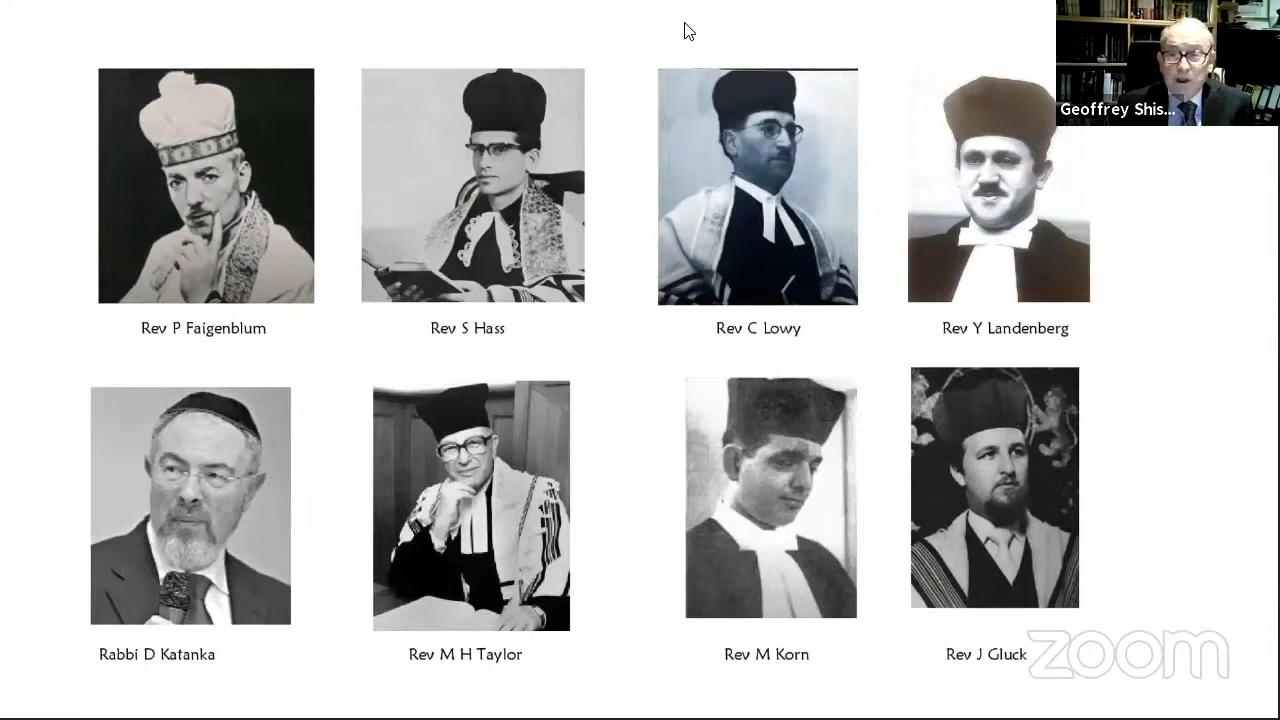 Geoffrey Shis...
Rev P Faigenblum
Rev S Hass
Rev C Lowy
Rev Y Landenberg
Rabbi D Katanka
Rev M H Taylor
Rev M Korn
Rev J Gluck
zoom